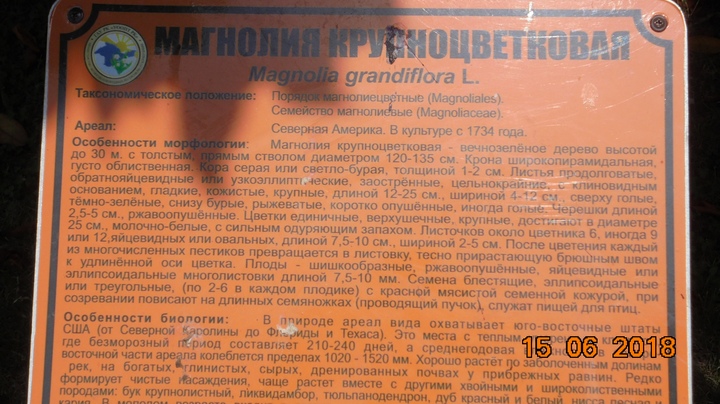 МАГНОЛИЯ КРУПНОЦВЕТКОВАЯ
Magnolia grandiflora L.
Таксономическое положение: Порядок магнолиецветные (Magnoliales).
Семейство магнолиевые (Magnoliaceae).
Ареал: Северная Америка. В культуре с 1734 года.
Особенности морфологии: Магнолия крупноцветковая - вечнозелёное дерево высотой
до 30 м. с толстым, прямым стволом диаметром 120-135 см. Крона широкопирамидальная,
густо облиственная. Кора серая или светло-бурая, толщиной 1-2 см. Листья продолговатые,
обратнояйцевидные или узкоэллиптические, заострённые, цельнокрайние, с клиновидным
основанием, гладкие, кожистые, крупные, длиной 12-25 см., шириной 4-12 см., сверху голые,
тёмно-зелёные, снизу бурые, рыжеватые, коротко опушённые, иногда голые. Черешки длиной
2,5-5 см., ржавоопушённые. Цветки единичные, верхушечные, крупные, достигают в диаметре
25 см., молочно-белые, с сильным одуряющим запахом. Листочков около цветника 6, иногда 9
или 12,яйцевидных или овальных, длиной 7,5-10 см., шириной 2-5 см. После цветения каждый
из многочисленных пестиков превращается в листовку, тесно прирастающую брюшным швом
к удлинённой оси цветка. Плоды - шишкообразные, ржавоопушённые, яйцевидные или
эллипсоидальные многолистовки длиной 7,5-10 мм. Семена блестящие, эллипсоидальные
или треугольные, (по 2-6 в каждом плодике) с красной мясистой семенной кожурой, при
созревании повисают на длинных семяножках (проводящий пучок), служат пищей для птиц.
Особенности биологии: В природе ареал вида охватывает юго-восточные штаты
США (от Северной Каролины до Флориды и Техаса). Это места с теплым
где безморозный период составляет 210-240 дней, а среднегодовая
восточной части ареала колеблется пределах 1020 - 1520 мм. Хорошо растёт по заболоченным долинам
рек, на богатых, глинистых, сырых, дренированных почвах у прибрежных равнин. Редко
формирует чистые насаждения, чаще растет вместе с другими хвойными и широколиственными
породами: бук крупнолистный, ликвидамбар, тюльпанодендрон, дуб красный и белый, нисса лесная и
15 06 2018